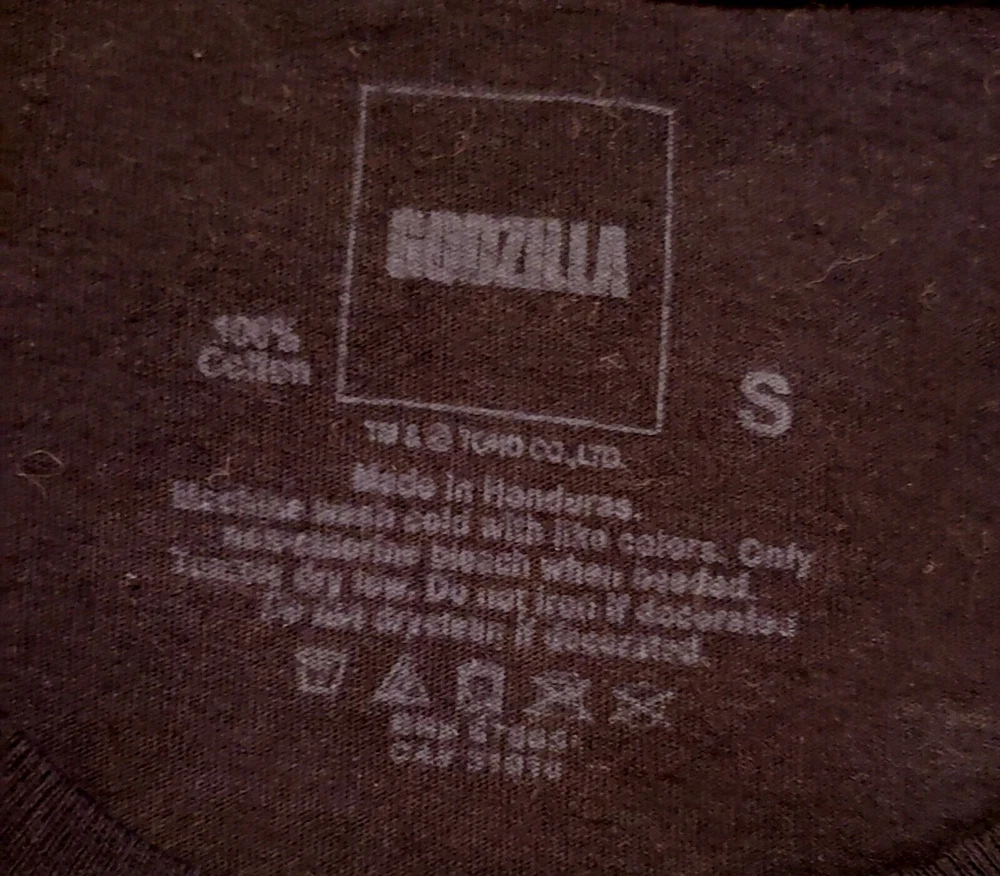 GODZILLA
100%
Cotton
S
TM & © TOHO CO.,LTD.
Made in Honduras.
Machine wash cold with like colors. Only
non-chlorine bleach when needed.
Tumble dry low. Do not iron if decorated
Do not dryclean if decorated.